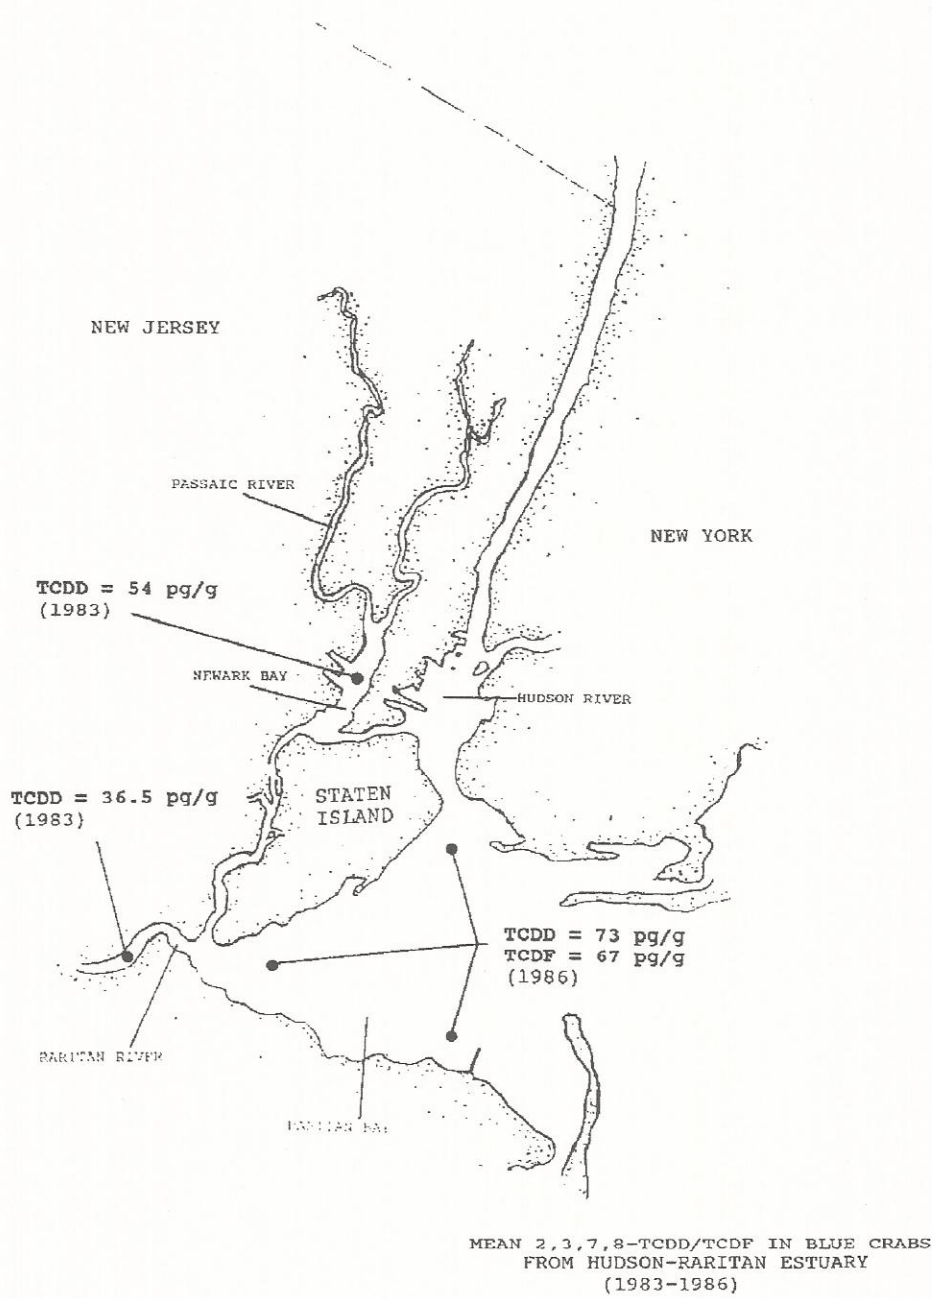 NEW JERSEY
PASSAIC RIVER
NEW YORK
TCDD = 54 pg/g
(1983)
NEWARK BAY
HUDSON RIVER
TCDD = 36.5 pg/g
(1983)
STATEN
ISLAND
TCDD = 73 pg/g
TCDF = 67 pg/g
(1986)
RARITAN RIVER
RARITAN BAY
MEAN 2,3,7,8-TCDD/TCDF IN BLUE CRABS
FROM HUDSON-RARITAN ESTUARY
(1983-1986)